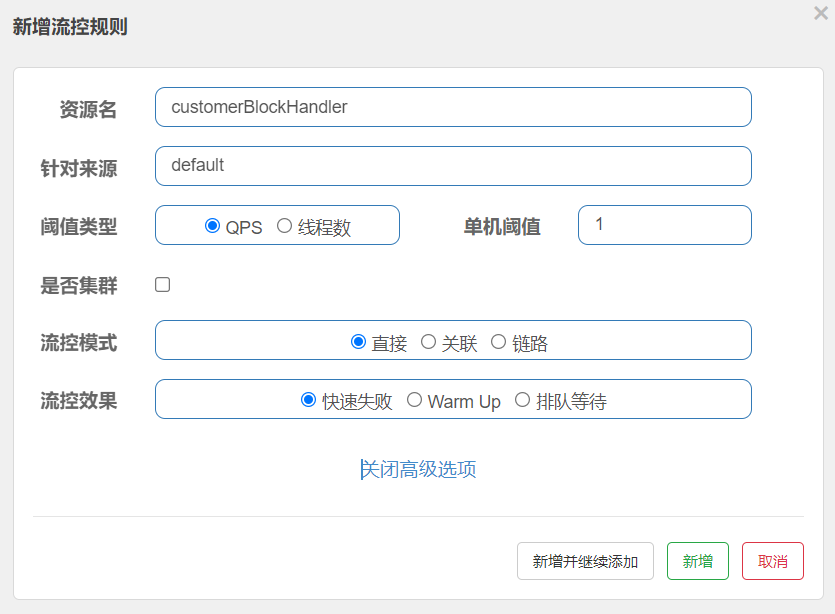 新增流控规则
资源名 customerBlockHandler
针对来源 default
阈值类型 QPS 线程数 单机阈值 1
是否集群
流控模式 直接 关联 链路
流控效果 快速失败 Warm Up 排队等待
关闭高级选项
新增并继续添加 新增 取消